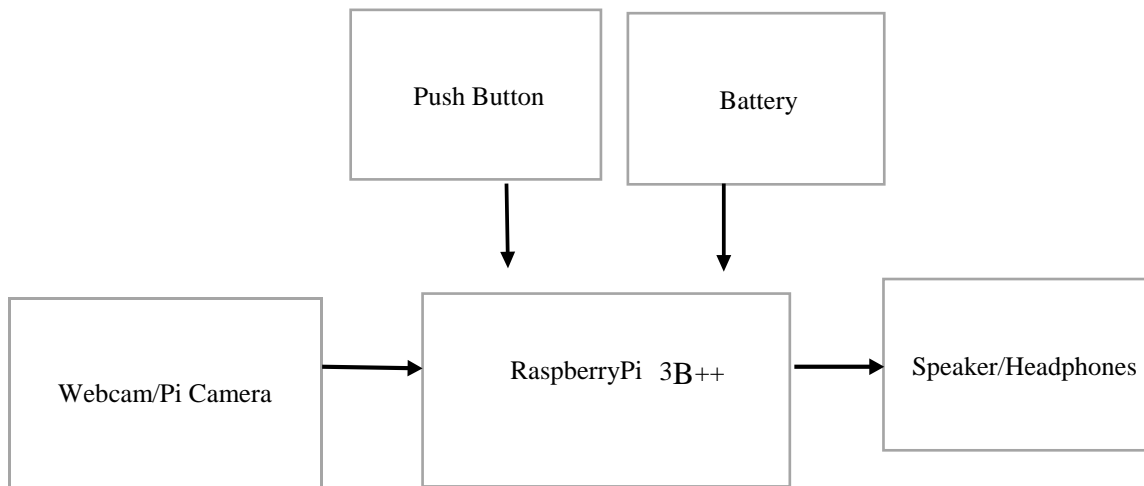 Push Button
Battery
Webcam/Pi Camera
RaspberryPi 3B++
Speaker/Headphones